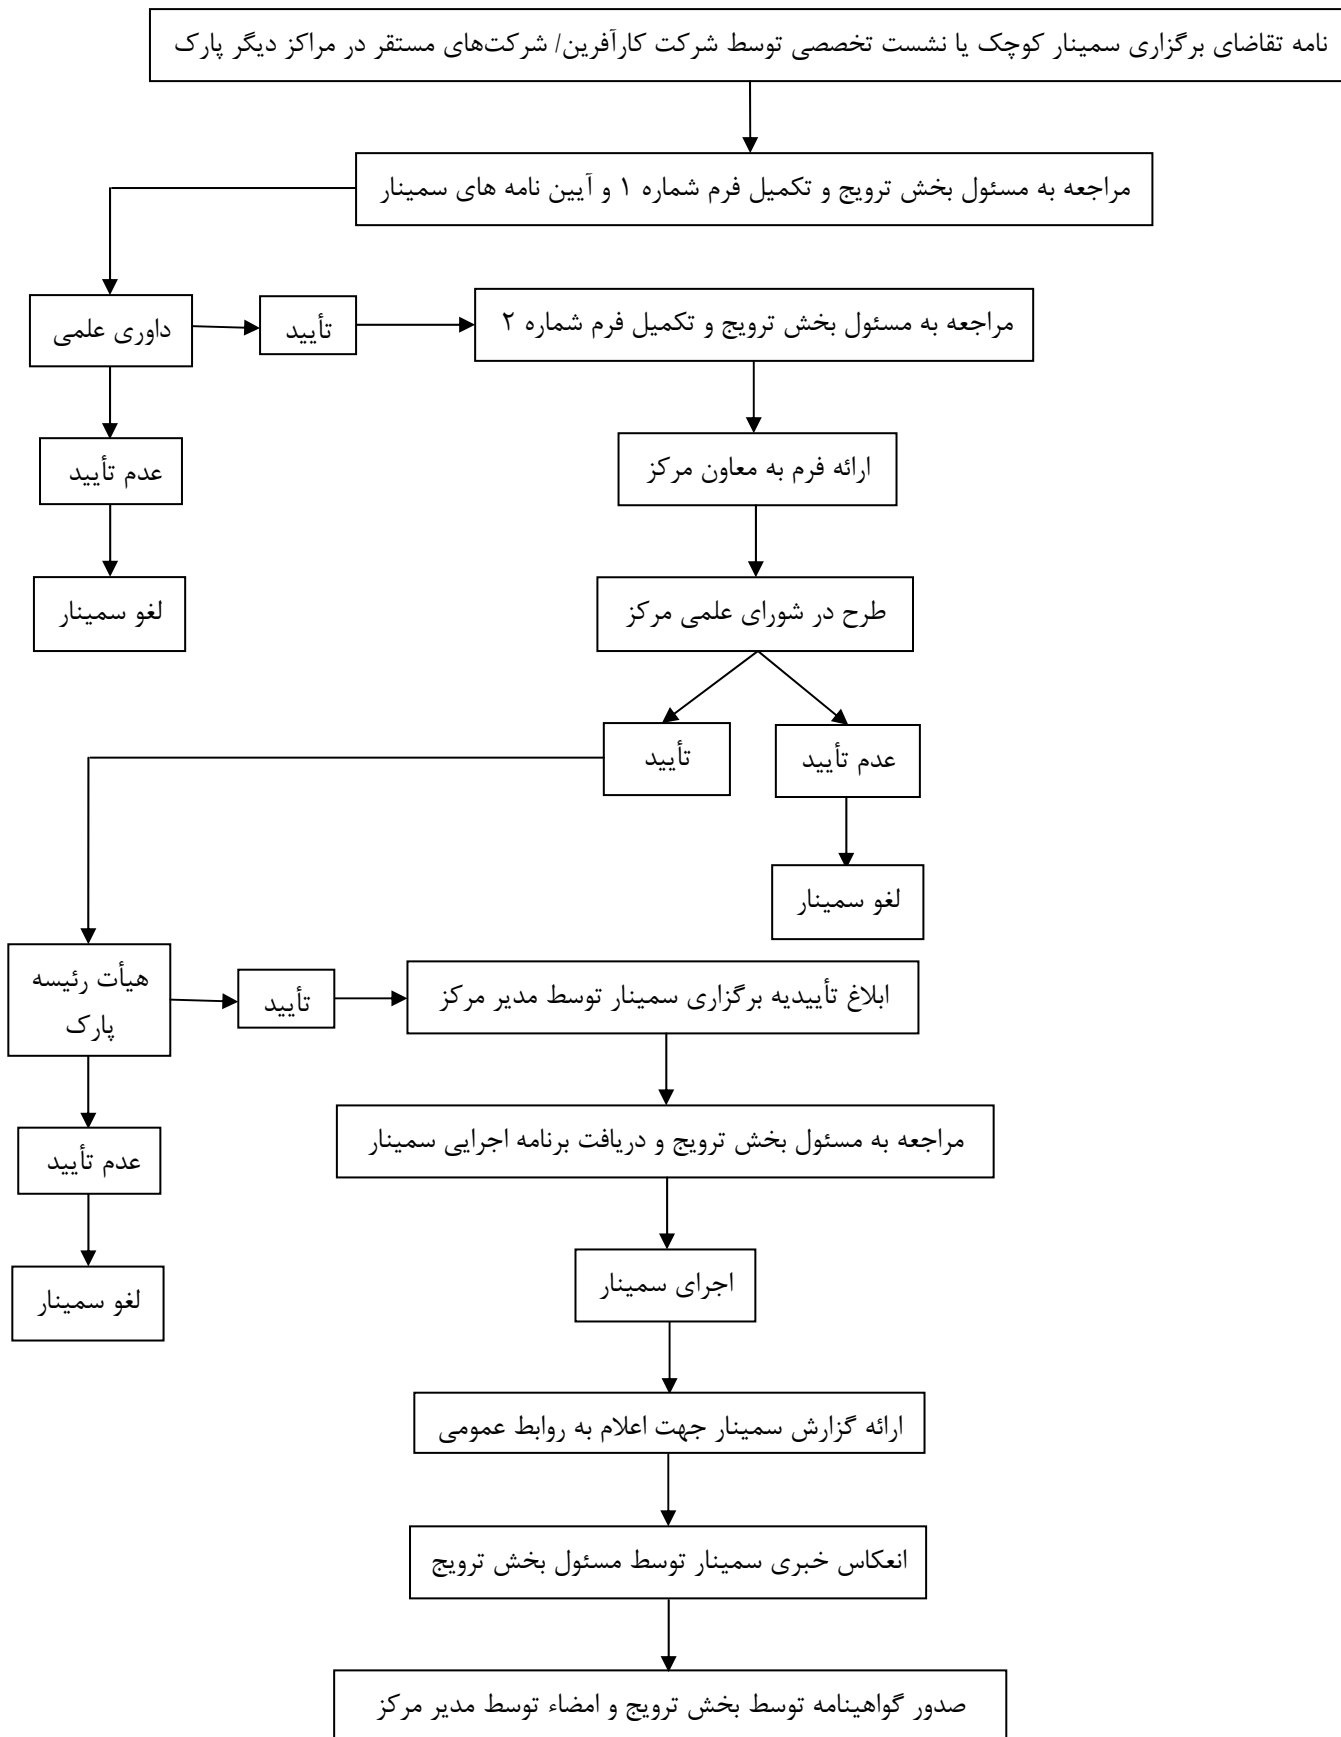 نامه تقاضای برگزاری سمینار کوچک یا نشست تخصصی توسط شرکت کارآفرین/ شرکت‌های مستقر در مراکز دیگر پارک
مراجعه به مسئول بخش ترویج و تکمیل فرم شماره ۱ و آیین نامه های سمینار
داوری علمی
تأیید
مراجعه به مسئول بخش ترویج و تکمیل فرم شماره ۲
عدم تأیید
ارائه فرم به معاون مرکز
لغو سمینار
طرح در شورای علمی مرکز
تأیید
عدم تأیید
لغو سمینار
هیأت رئیسه
پارک
تأیید
ابلاغ تأییدیه برگزاری سمینار توسط مدیر مرکز
عدم تأیید
مراجعه به مسئول بخش ترویج و دریافت برنامه اجرایی سمینار
لغو سمینار
اجرای سمینار
ارائه گزارش سمینار جهت اعلام به روابط عمومی
انعکاس خبری سمینار توسط مسئول بخش ترویج
صدور گواهینامه توسط بخش ترویج و امضاء توسط مدیر مرکز